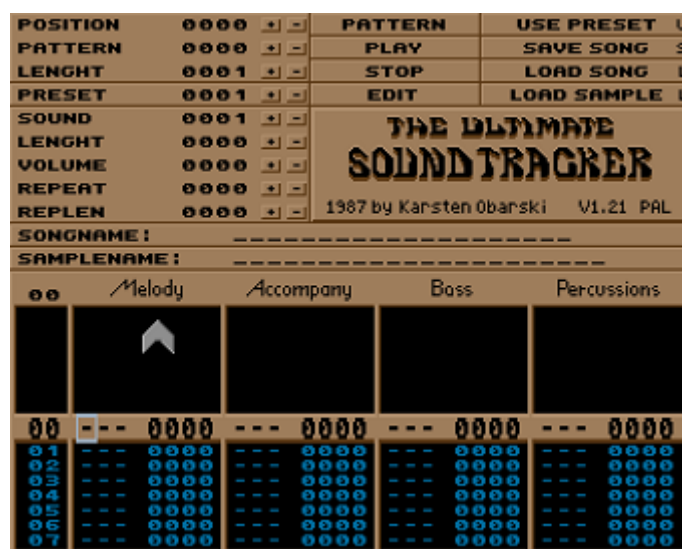 POSITION 0000 + - PATTERN USE PRESET
PATTERN 0000 + - PLAY SAVE SONG
LENGHT 0001 + - STOP LOAD SONG
PRESET 0001 + - EDIT LOAD SAMPLE
SOUND 0001 + -
LENGHT 0000 + -
VOLUME 0000 + -
REPEAT 0000 + -
REPLEN 0000 + -
THE ULTIMATE
SOUNDTRACKER
1987 by Karsten Obarski V1.21 PAL
SONGNAME: _______________________
SAMPLENAME: _________________________
00 Melody Accompany Bass Percussions
00 --- 0000 --- 0000 --- 0000 --- 0000
01 --- 0000 --- 0000 --- 0000 --- 0000
02 --- 0000 --- 0000 --- 0000 --- 0000
03 --- 0000 --- 0000 --- 0000 --- 0000
04 --- 0000 --- 0000 --- 0000 --- 0000
05 --- 0000 --- 0000 --- 0000 --- 0000
06 --- 0000 --- 0000 --- 0000 --- 0000
07 --- 0000 --- 0000 --- 0000 --- 0000